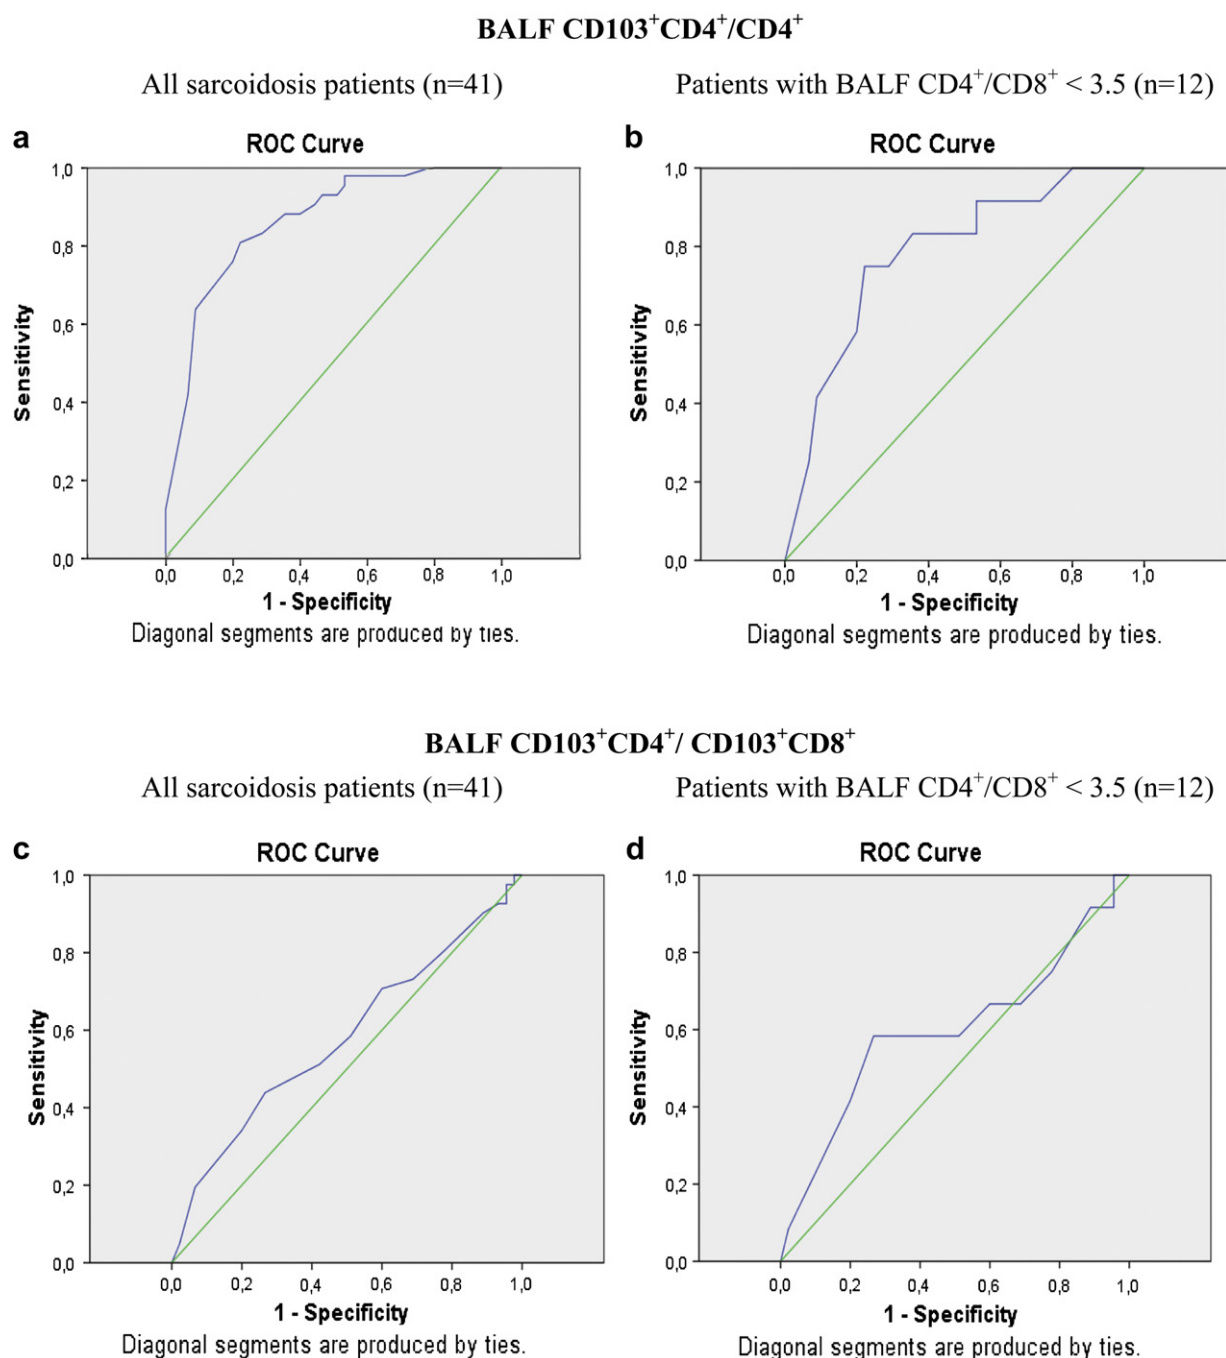 BALF CD103⁺CD4⁺/CD4⁺
All sarcoidosis patients (n=41)
Patients with BALF CD4⁺/CD8⁺ < 3.5 (n=12)
a
ROC Curve
1,0
0,8
0,6
0,4
0,2
0,0
Sensitivity
0,0 0,2 0,4 0,6 0,8 1,0
1 - Specificity
Diagonal segments are produced by ties.
b
ROC Curve
1,0
0,8
0,6
0,4
0,2
0,0
Sensitivity
0,0 0,2 0,4 0,6 0,8 1,0
1 - Specificity
Diagonal segments are produced by ties.
BALF CD103⁺CD4⁺/ CD103⁺CD8⁺
All sarcoidosis patients (n=41)
Patients with BALF CD4⁺/CD8⁺ < 3.5 (n=12)
c
ROC Curve
1,0
0,8
0,6
0,4
0,2
0,0
Sensitivity
0,0 0,2 0,4 0,6 0,8 1,0
1 - Specificity
Diagonal segments are produced by ties.
d
ROC Curve
1,0
0,8
0,6
0,4
0,2
0,0
Sensitivity
0,0 0,2 0,4 0,6 0,8 1,0
1 - Specificity
Diagonal segments are produced by ties.